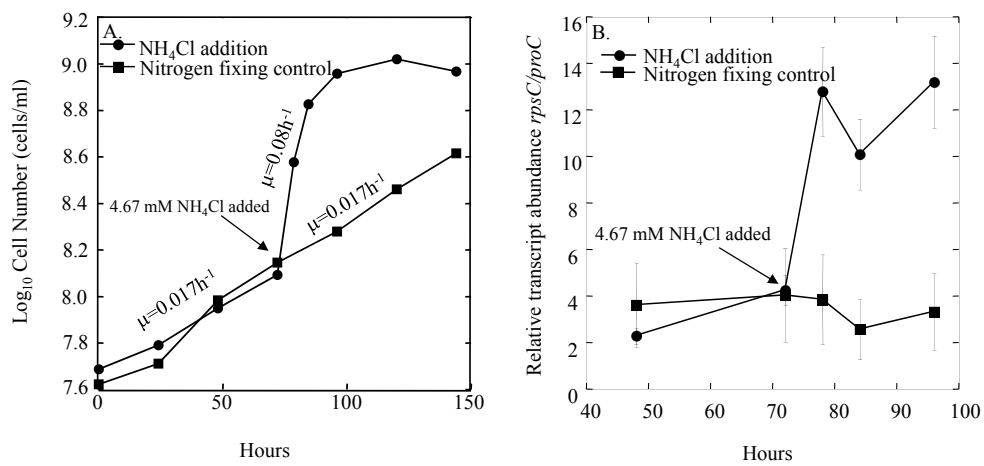 A.
NH₄Cl addition
Nitrogen fixing control
Log₁₀ Cell Number (cells/ml)
9.2
9.0
8.8
8.6
8.4
8.2
8.0
7.8
7.6
μ=0.08h⁻¹
4.67 mM NH₄Cl added
μ=0.017h⁻¹
μ=0.017h⁻¹
0
50
100
150
Hours
B.
NH₄Cl addition
Nitrogen fixing control
Relative transcript abundance rpsC/proC
16
14
12
10
8
6
4
2
0
4.67 mM NH₄Cl added
40
50
60
70
80
90
100
Hours